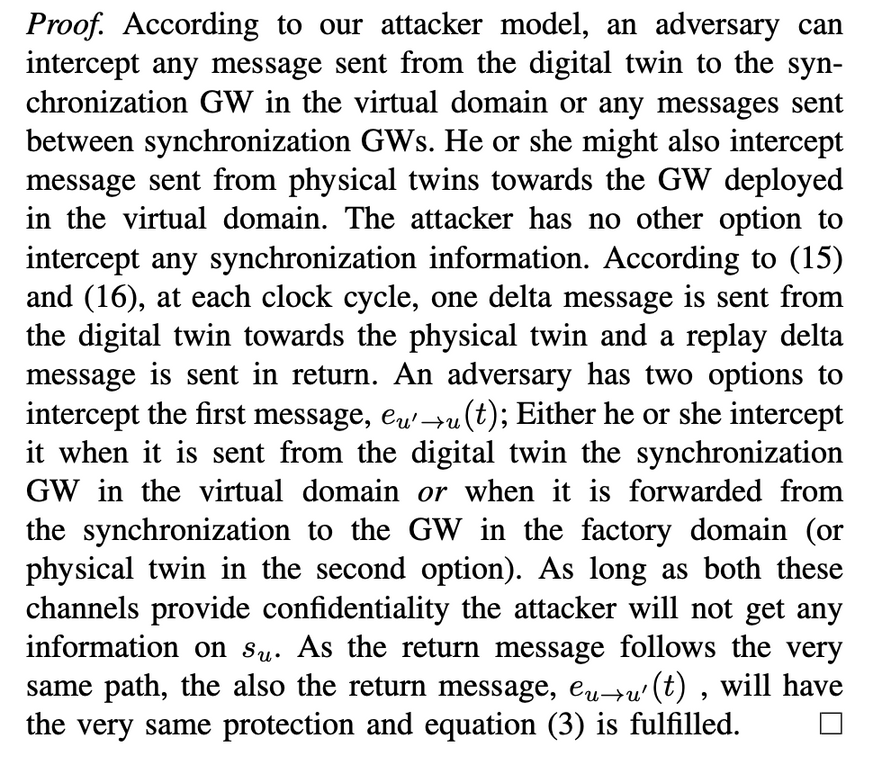 Proof. According to our attacker model, an adversary can
intercept any message sent from the digital twin to the syn-
chronization GW in the virtual domain or any messages sent
between synchronization GWs. He or she might also intercept
message sent from physical twins towards the GW deployed
in the virtual domain. The attacker has no other option to
intercept any synchronization information. According to (15)
and (16), at each clock cycle, one delta message is sent from
the digital twin towards the physical twin and a replay delta
message is sent in return. An adversary has two options to
intercept the first message, e_{u′→u}(t); Either he or she intercept
it when it is sent from the digital twin the synchronization
GW in the virtual domain or when it is forwarded from
the synchronization to the GW in the factory domain (or
physical twin in the second option). As long as both these
channels provide confidentiality the attacker will not get any
information on s_u. As the return message follows the very
same path, the also the return message, e_{u→u′}(t) , will have
the very same protection and equation (3) is fulfilled. □